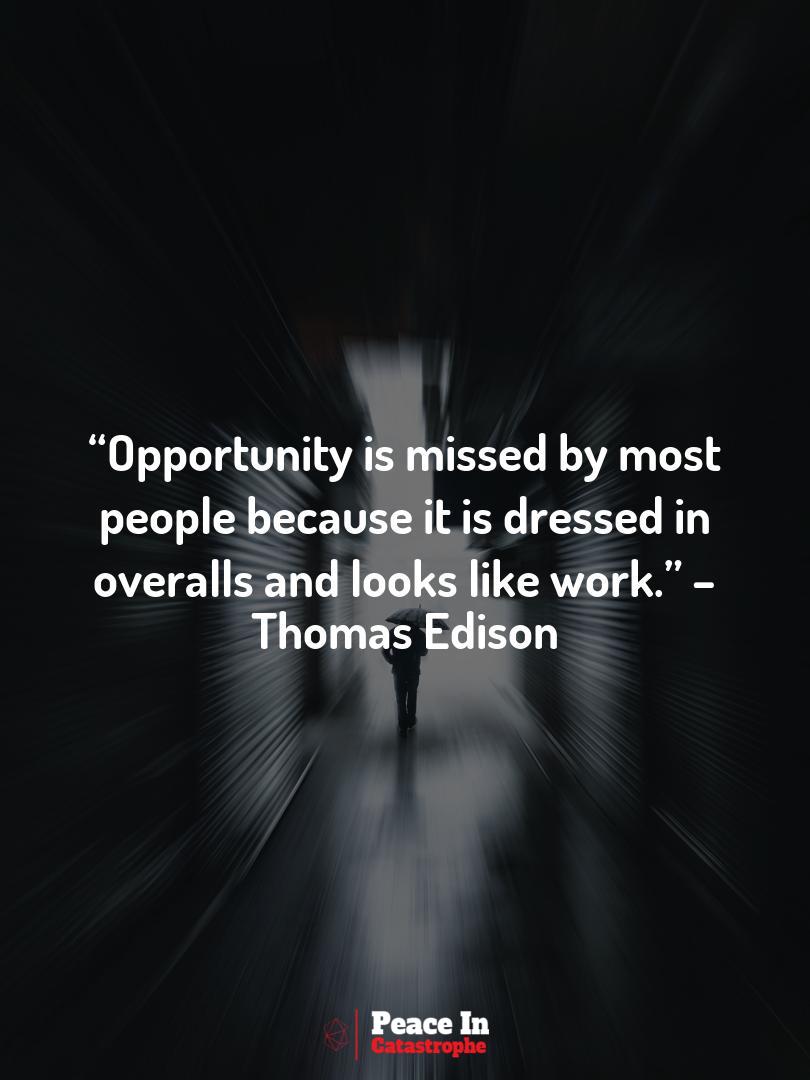 “Opportunity is missed by most
people because it is dressed in
overalls and looks like work.” –
Thomas Edison
Peace In
Catastrophe